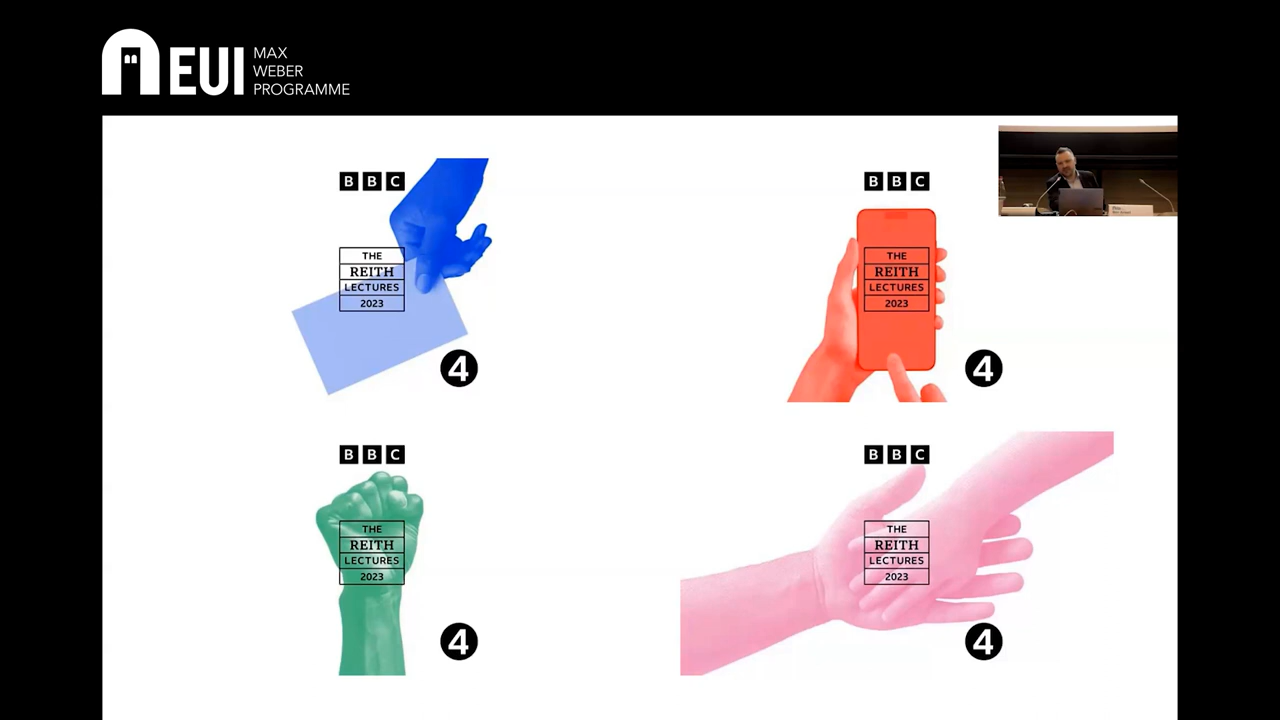 EUI
MAX
WEBER
PROGRAMME
BBC
THE
REITH
LECTURES
2023
4
BBC
THE
REITH
LECTURES
2023
4
BBC
THE
REITH
LECTURES
2023
4
BBC
THE
REITH
LECTURES
2023
4